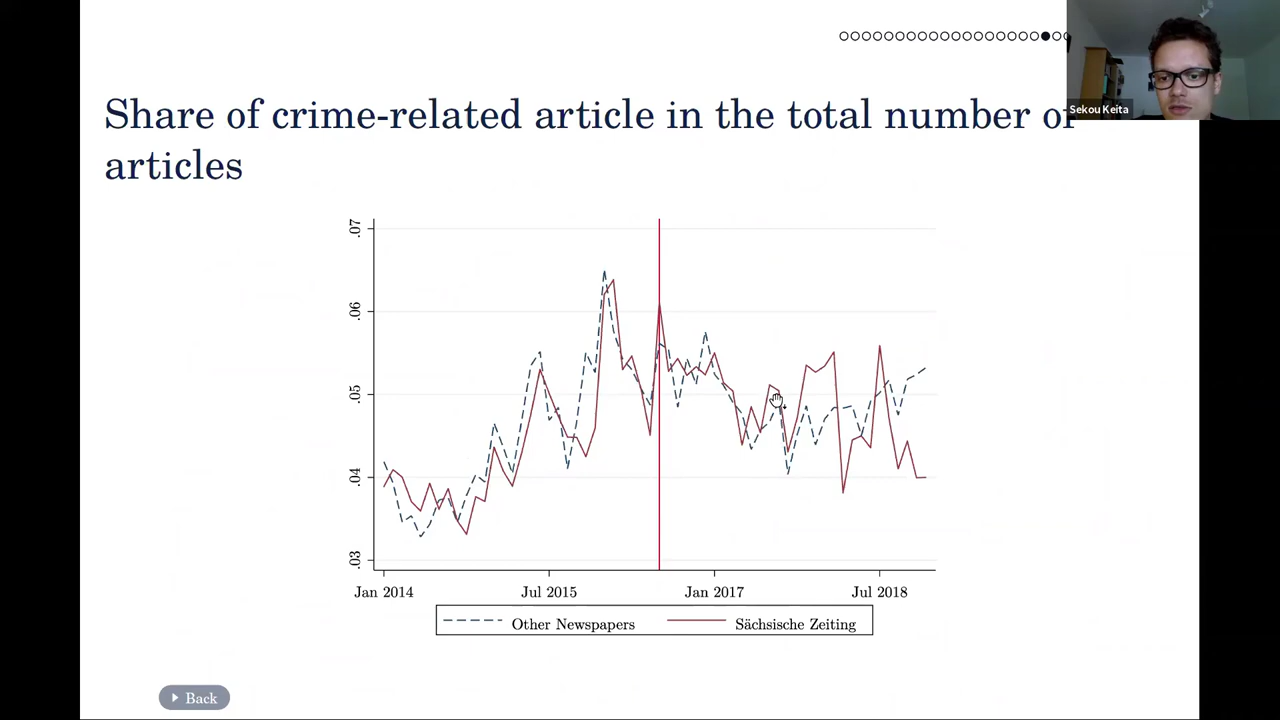 Sekou Keita
Share of crime-related article in the total number of
articles
.07
.06
.05
.04
.03
Jan 2014
Jul 2015
Jan 2017
Jul 2018
Other Newspapers
Sächsische Zeiting
Back